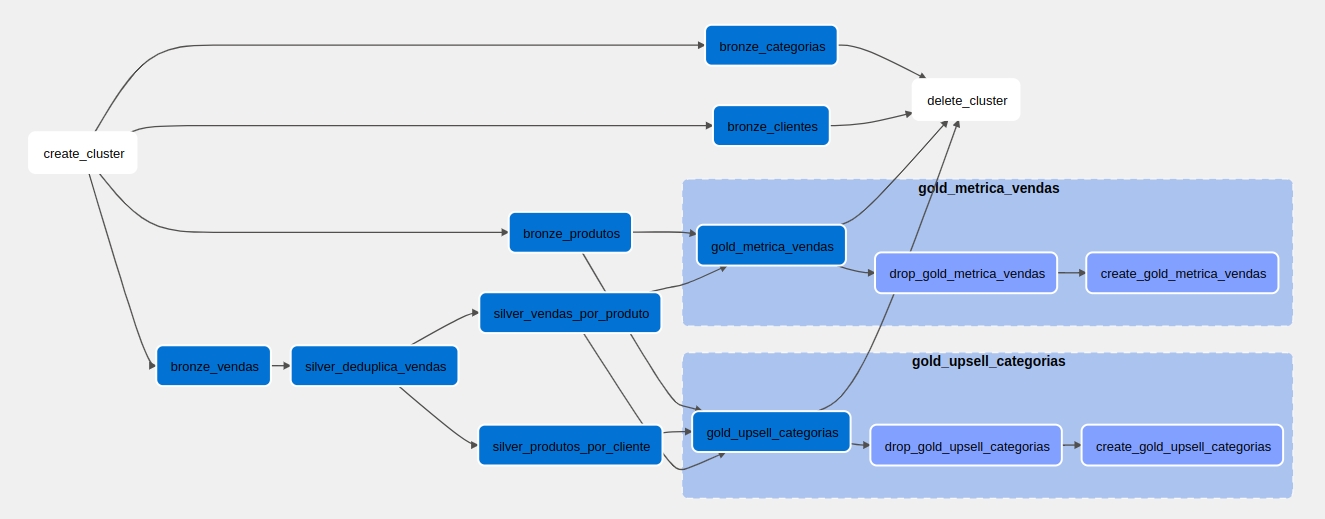 bronze_categorias
delete_cluster
bronze_clientes
create_cluster
gold_metrica_vendas
bronze_produtos
gold_metrica_vendas
drop_gold_metrica_vendas
create_gold_metrica_vendas
silver_vendas_por_produto
gold_upsell_categorias
bronze_vendas
silver_deduplica_vendas
gold_upsell_categorias
silver_produtos_por_cliente
drop_gold_upsell_categorias
create_gold_upsell_categorias